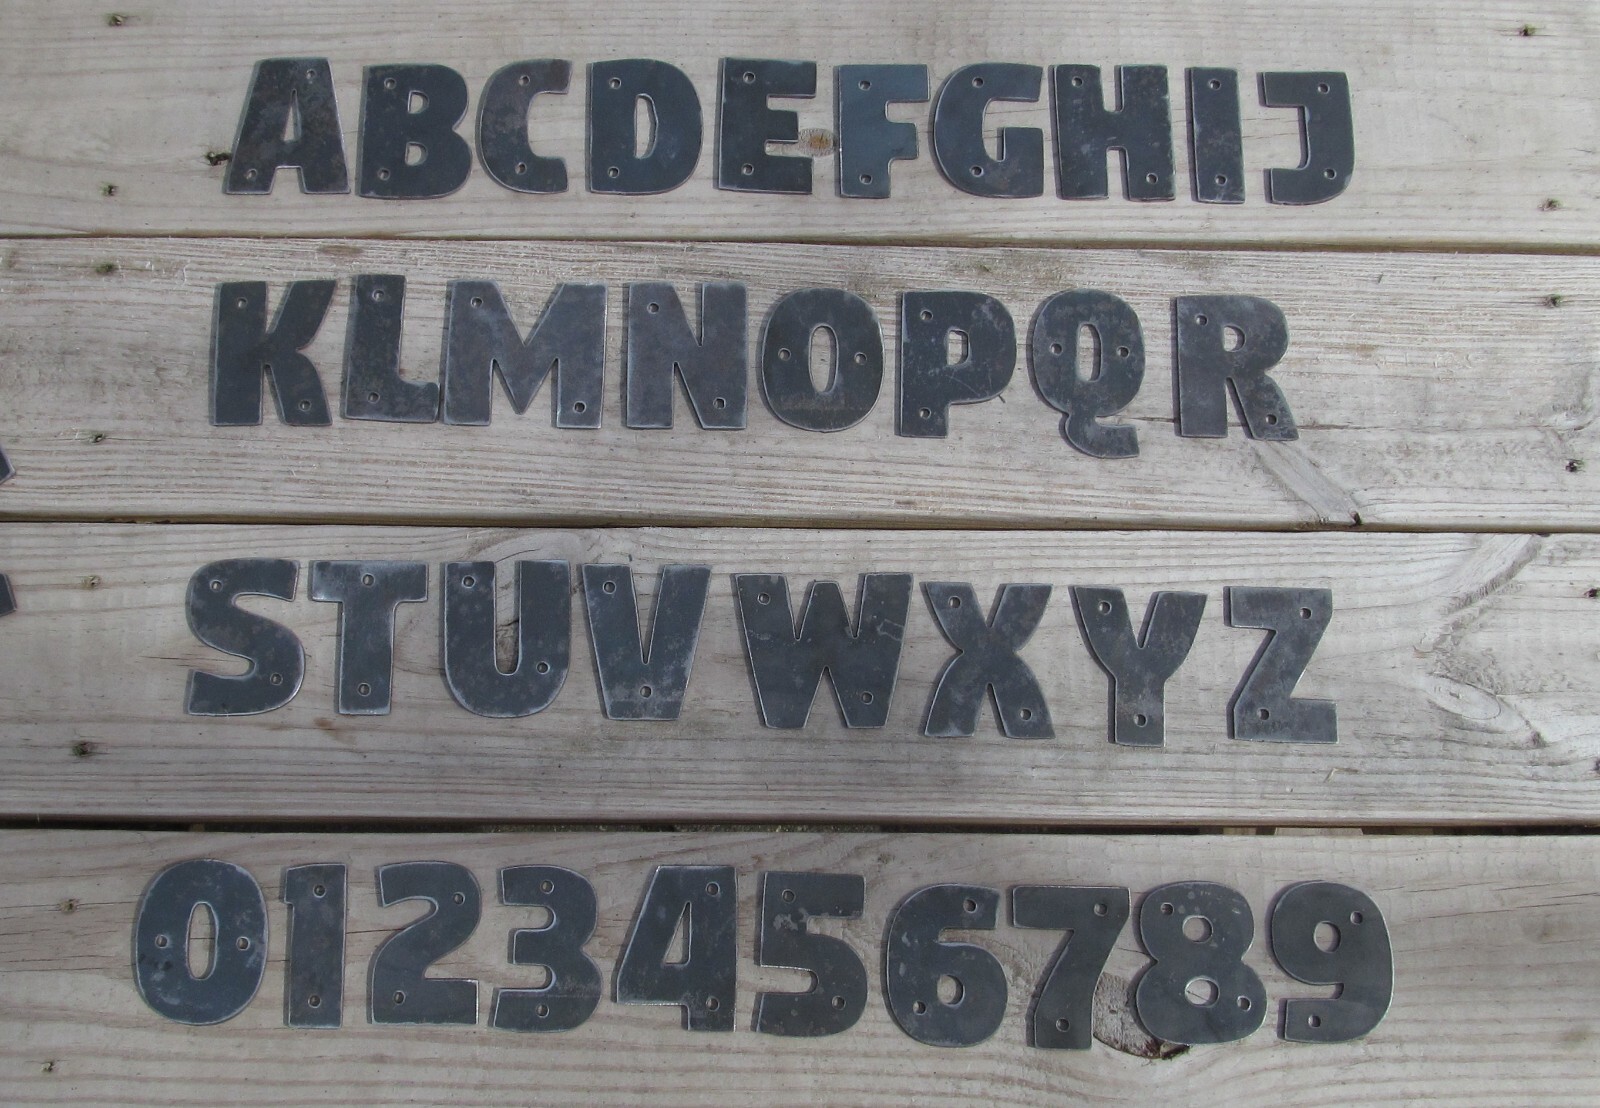 ABCDEFGHIJ
KLMNOPQR
STUVWXYZ
0123456789